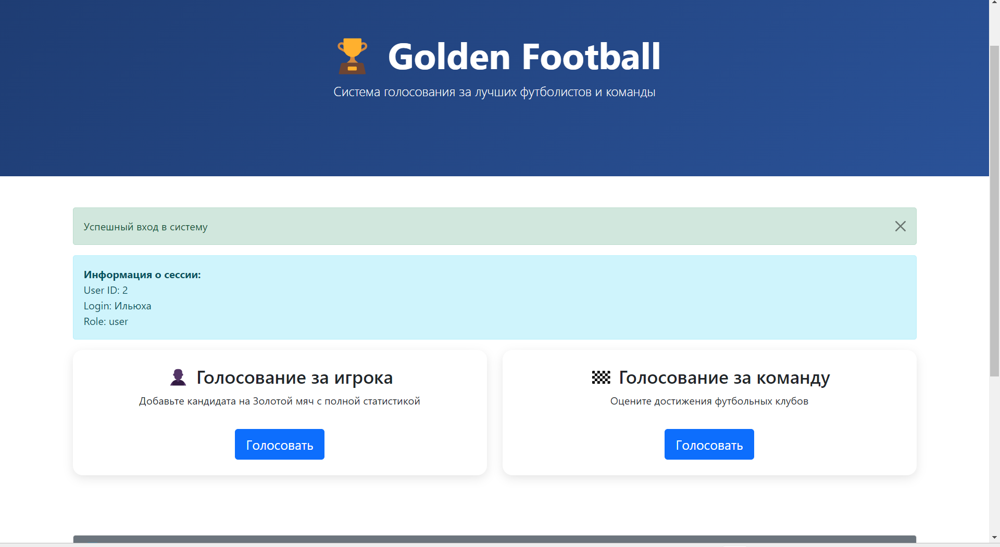 Golden Football
Система голосования за лучших футболистов и команды
Успешный вход в систему
Информация о сессии:
User ID: 2
Login: Ильюха
Role: user
Голосование за игрока
Добавьте кандидата на Золотой мяч с полной статистикой
Голосовать
Голосование за команду
Оцените достижения футбольных клубов
Голосовать